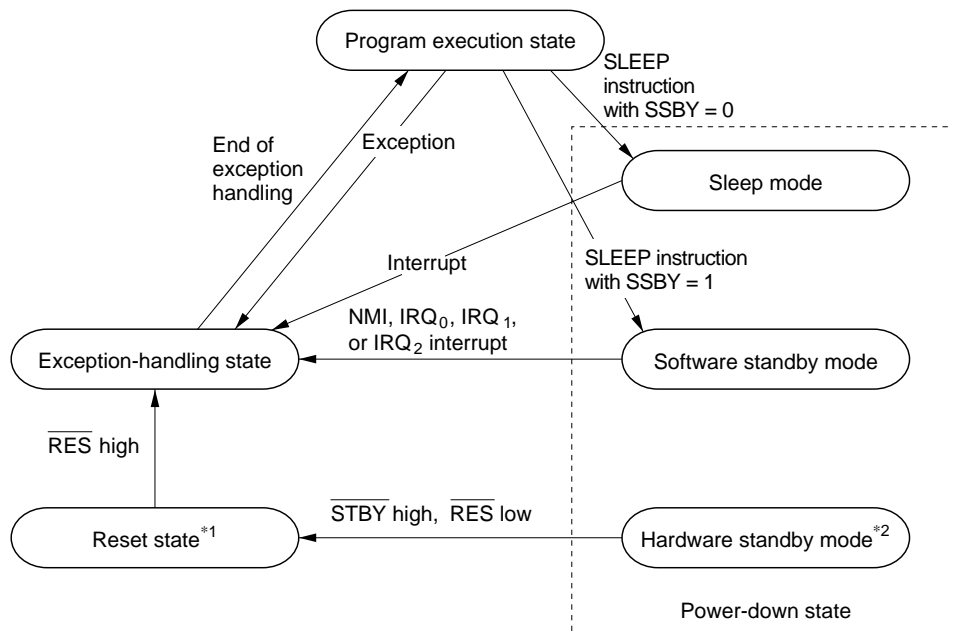 Program execution state
SLEEP
instruction
with SSBY = 0
End of
exception
handling
Exception
Sleep mode
Interrupt
SLEEP instruction
with SSBY = 1
NMI, IRQ0, IRQ1,
or IRQ2 interrupt
Exception-handling state
Software standby mode
RES high
STBY high, RES low
Reset state*1
Hardware standby mode*2
Power-down state